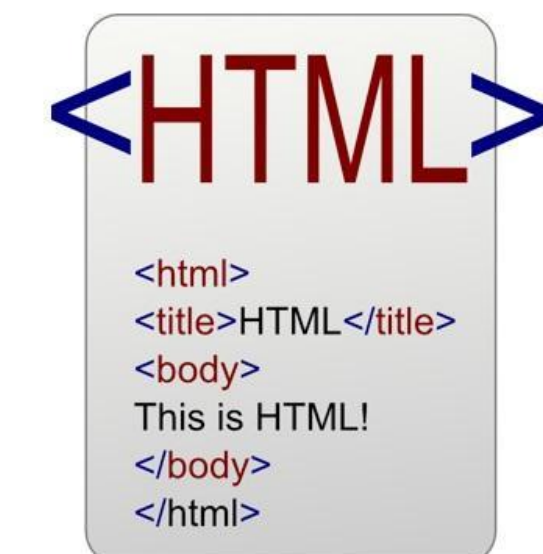 <HTML>
<html>
<title>HTML</title>
<body>
This is HTML!
</body>
</html>